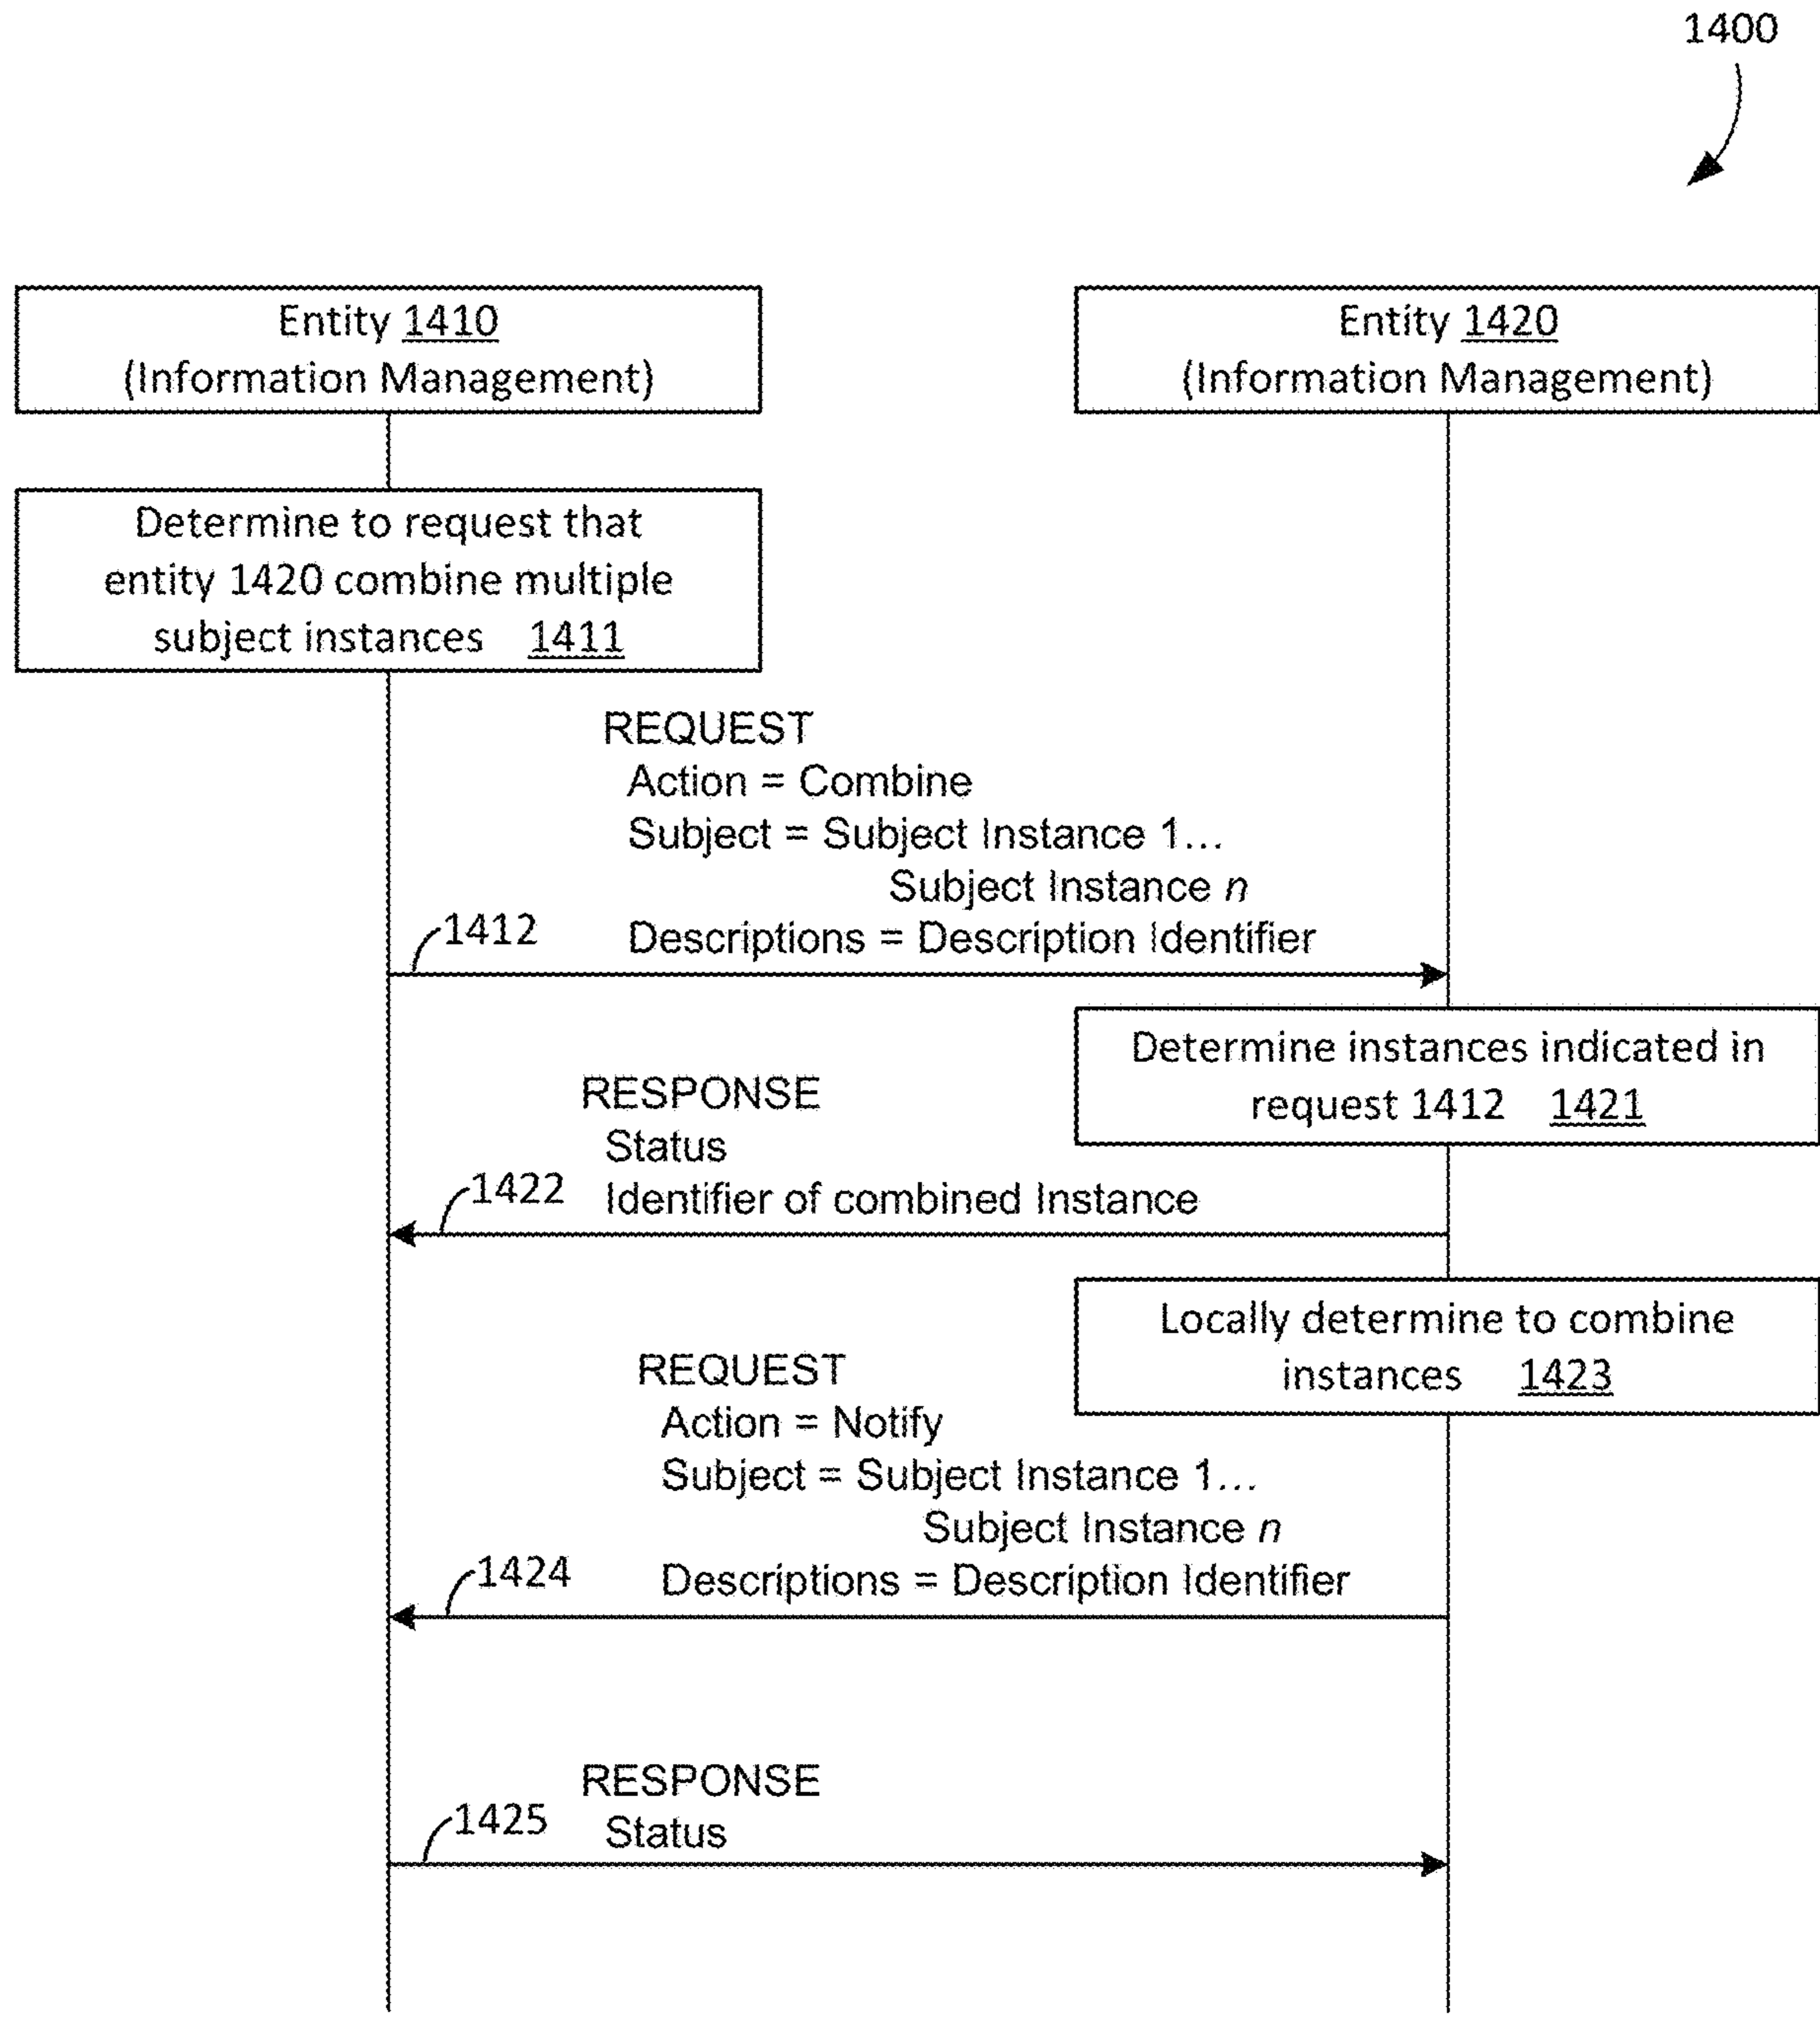 1400
Entity 1410
(Information Management)
Entity 1420
(Information Management)
Determine to request that
entity 1420 combine multiple
subject instances 1411
REQUEST
Action = Combine
Subject = Subject Instance 1...
Subject Instance n
1412
Descriptions = Description Identifier
Determine instances indicated in
request 1412 1421
RESPONSE
Status
1422
Identifier of combined Instance
Locally determine to combine
instances 1423
REQUEST
Action = Notify
Subject = Subject Instance 1...
Subject Instance n
1424
Descriptions = Description Identifier
RESPONSE
1425
Status